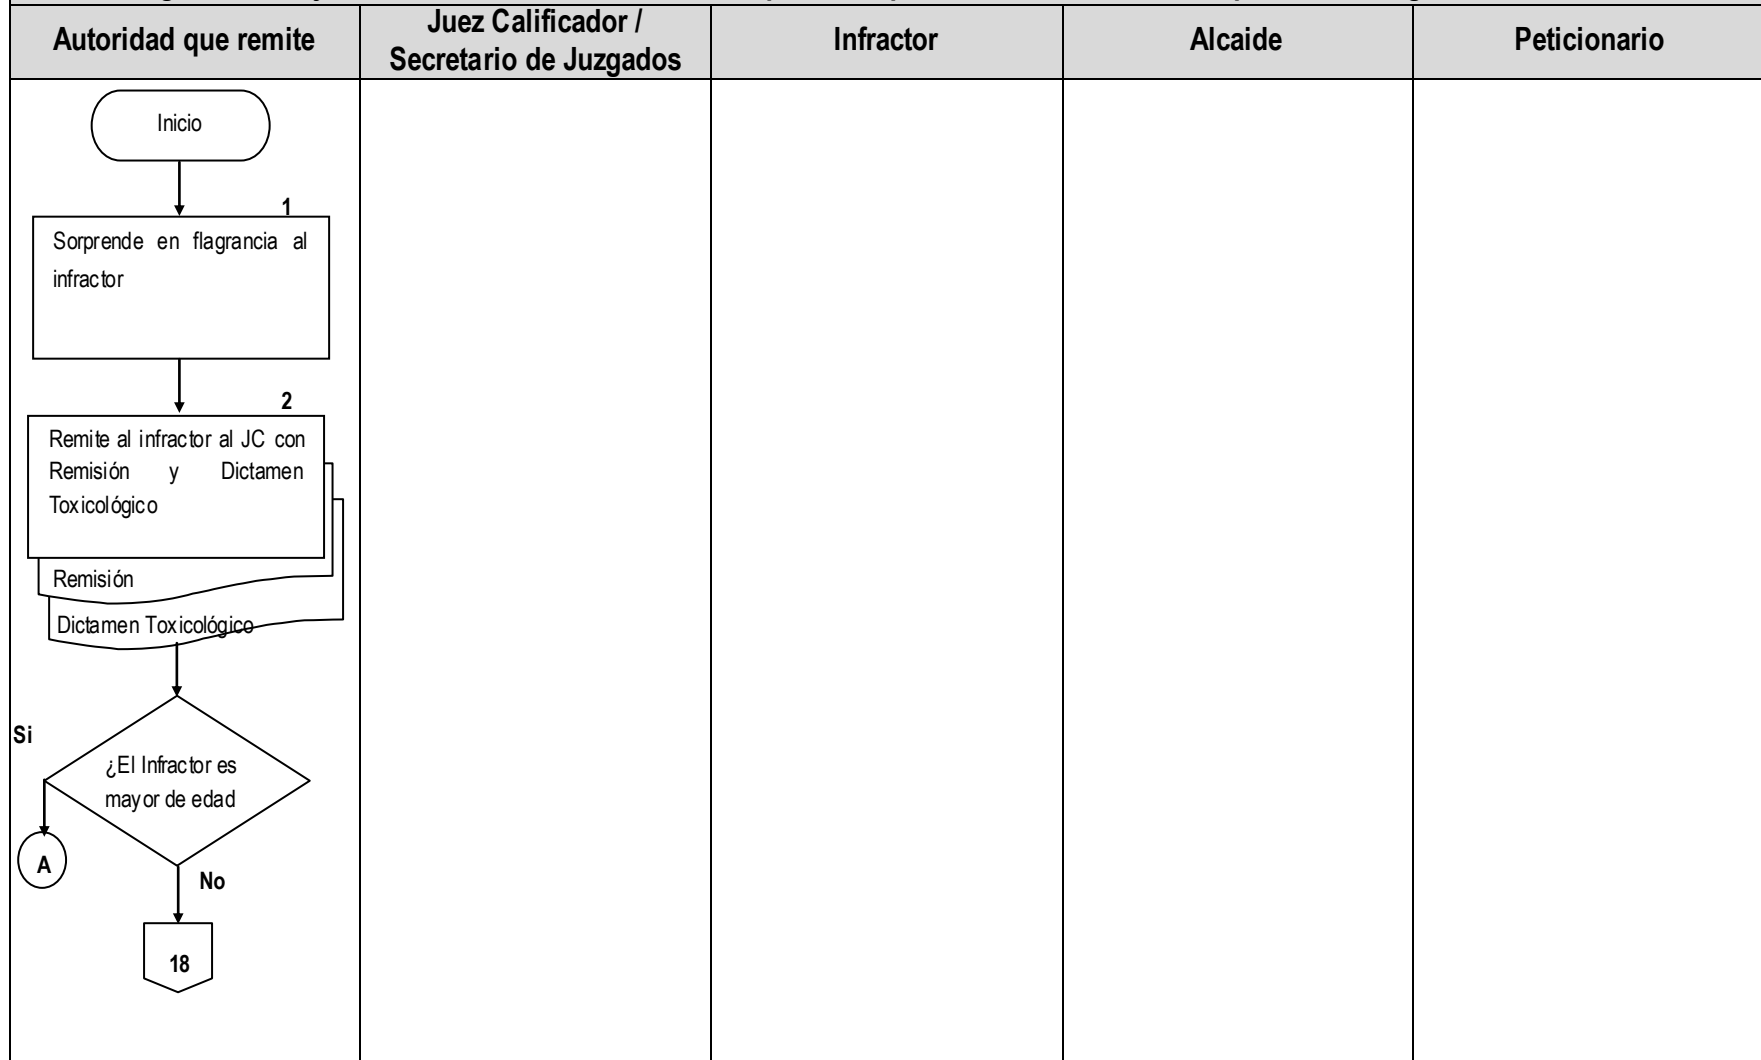 Autoridad que remite
Juez Calificador /
Secretario de Juzgados
Infractor
Alcaide
Peticionario
Inicio
1
Sorprende en flagrancia al
infractor
2
Remite al infractor al JC con
Remisión y Dictamen
Toxicológico
Remisión
Dictamen Toxicológico
Si
¿El Infractor es
mayor de edad
A
No
18